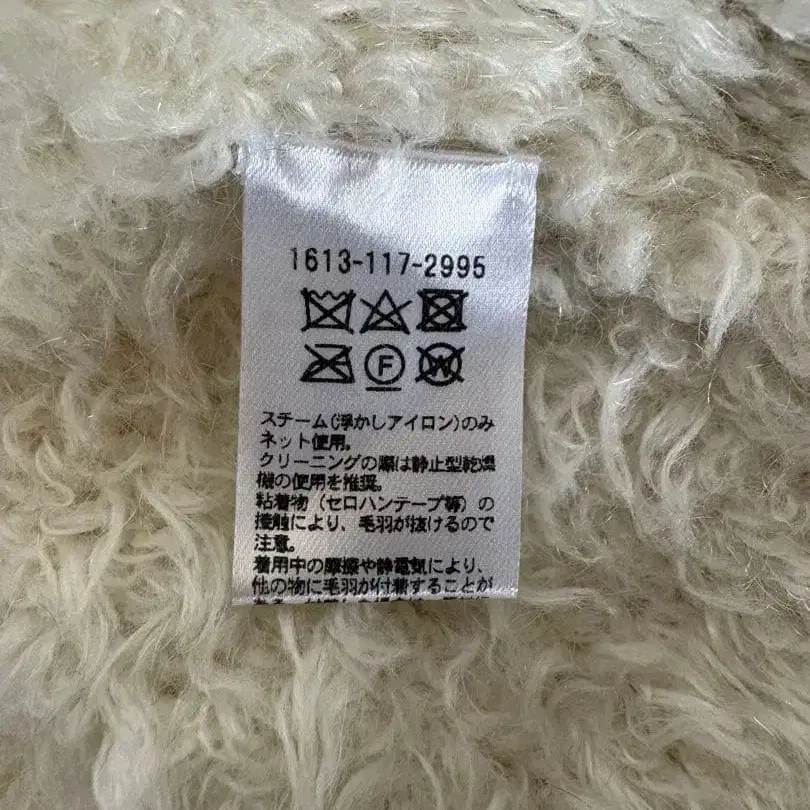 1613-117-2995
F W
スチーム(浮かしアイロン)のみ
ネット使用。
クリーニングの際は静止型乾燥
機の使用を推奨。
粘着物（セロハンテープ等）の
接触により、毛羽が抜けるので
注意。
着用中の摩擦や静電気により、
他の物に毛羽が付着することが